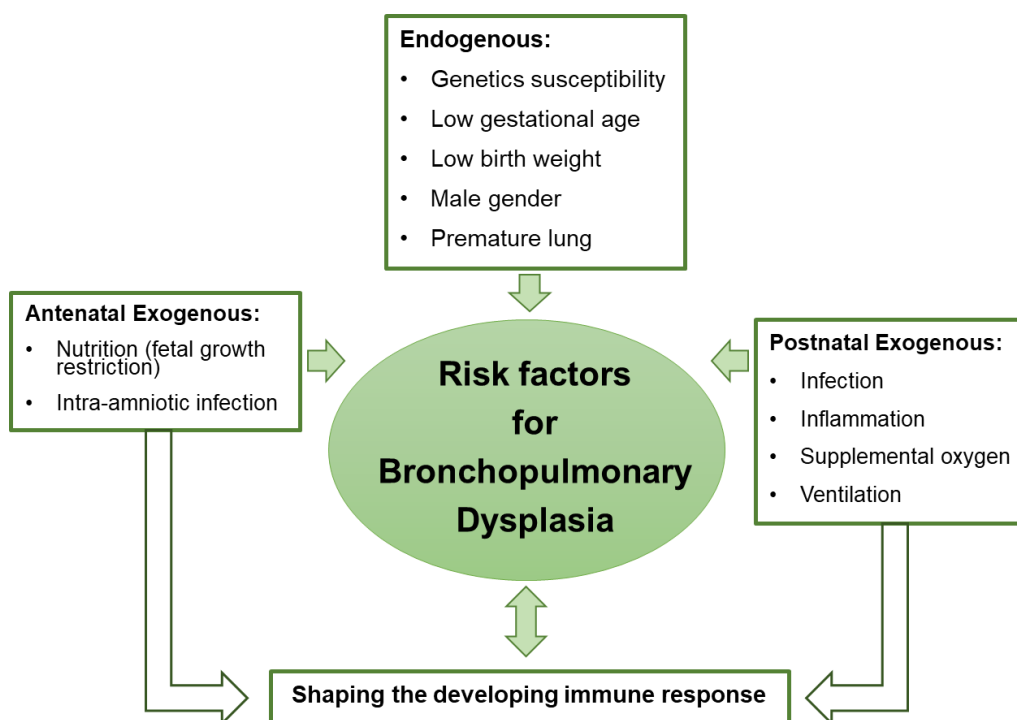 Endogenous:
• Genetics susceptibility
• Low gestational age
• Low birth weight
• Male gender
• Premature lung
Antenatal Exogenous:
• Nutrition (fetal growth
restriction)
• Intra-amniotic infection
Risk factors
for
Bronchopulmonary
Dysplasia
Postnatal Exogenous:
• Infection
• Inflammation
• Supplemental oxygen
• Ventilation
Shaping the developing immune response